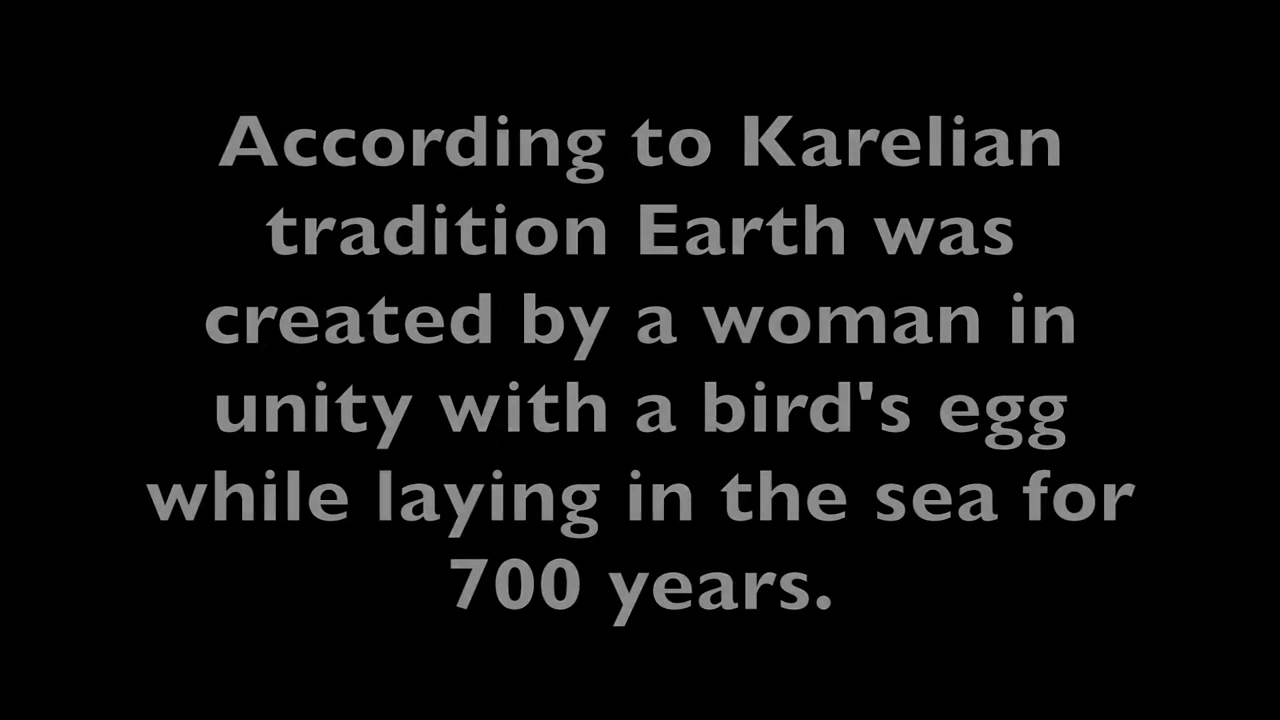 According to Karelian
tradition Earth was
created by a woman in
unity with a bird's egg
while laying in the sea for
700 years.